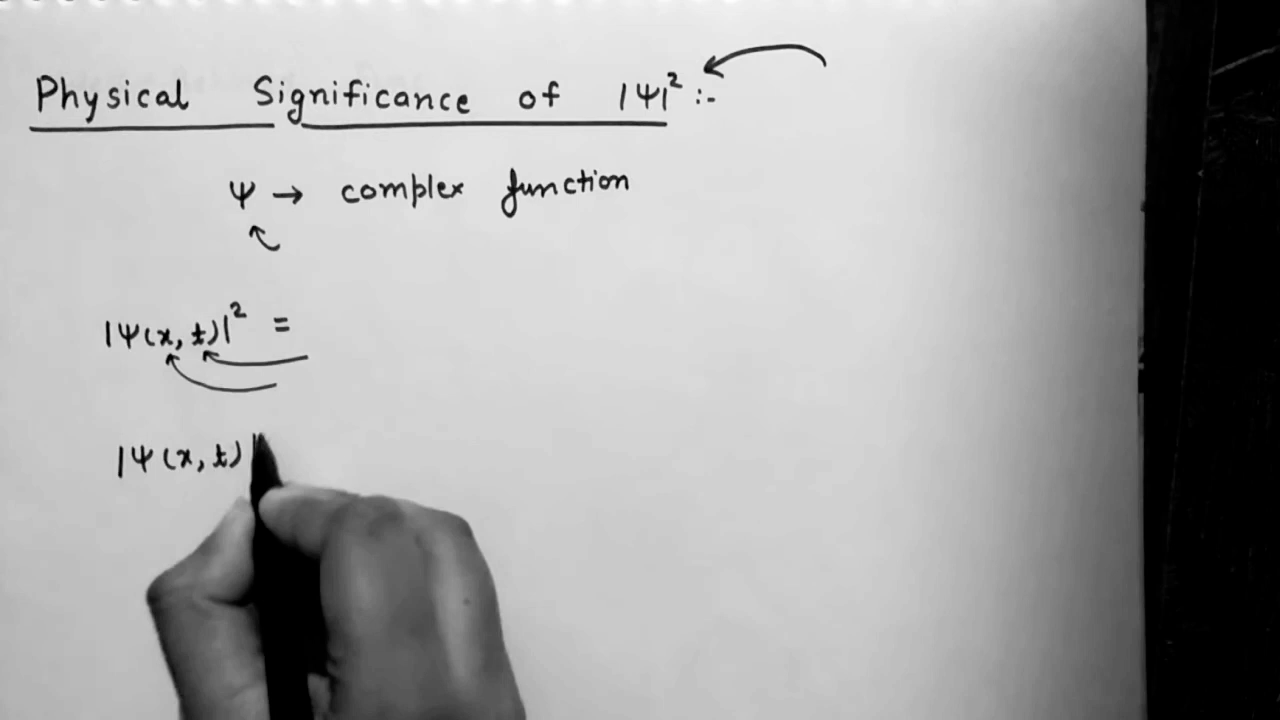 Physical Significance of |Ψ|² :-
Ψ → complex function
|Ψ(x, t)|² =
|Ψ(x, t)|